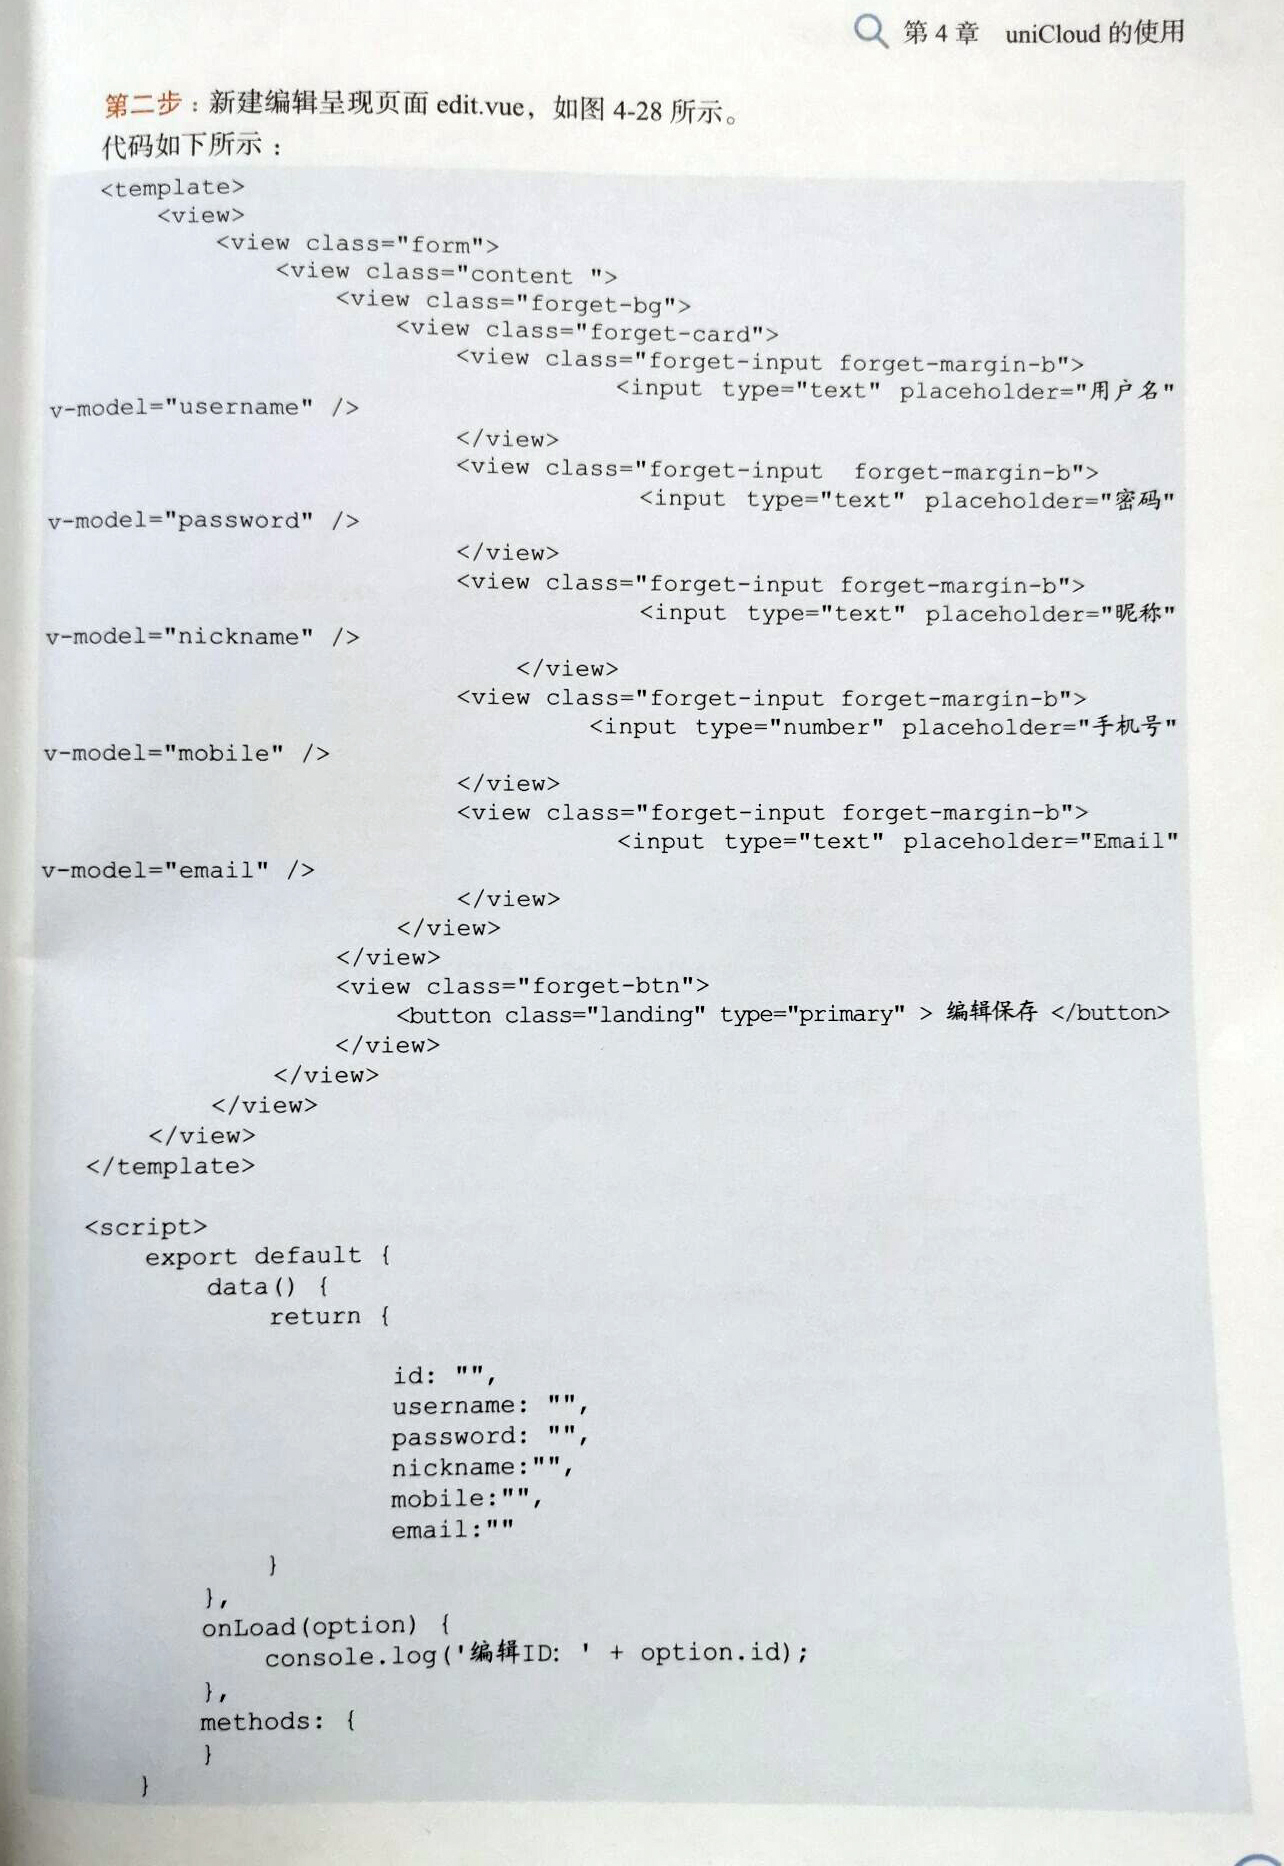 第 4 章 uniCloud 的使用
第二步：新建编辑呈现页面 edit.vue，如图 4-28 所示。
代码如下所示：
<template>
    <view>
        <view class="form">
            <view class="content ">
                <view class="forget-bg">
                    <view class="forget-card">
                        <view class="forget-input forget-margin-b">
                            <input type="text" placeholder="用户名"
v-model="username" />
                        </view>
                        <view class="forget-input  forget-margin-b">
                            <input type="text" placeholder="密码"
v-model="password" />
                        </view>
                        <view class="forget-input forget-margin-b">
                            <input type="text" placeholder="昵称"
v-model="nickname" />
                            </view>
                        <view class="forget-input forget-margin-b">
                            <input type="number" placeholder="手机号"
v-model="mobile" />
                        </view>
                        <view class="forget-input forget-margin-b">
                            <input type="text" placeholder="Email"
v-model="email" />
                        </view>
                    </view>
                </view>
                <view class="forget-btn">
                    <button class="landing" type="primary" > 编辑保存 </button>
                </view>
            </view>
        </view>
    </view>
</template>
<script>
    export default {
        data() {
            return {
                    id: "",
                    username: "",
                    password: "",
                    nickname:"",
                    mobile:"",
                    email:""
            }
        },
        onLoad(option) {
            console.log('编辑ID: ' + option.id);
        },
        methods: {
        }
    }